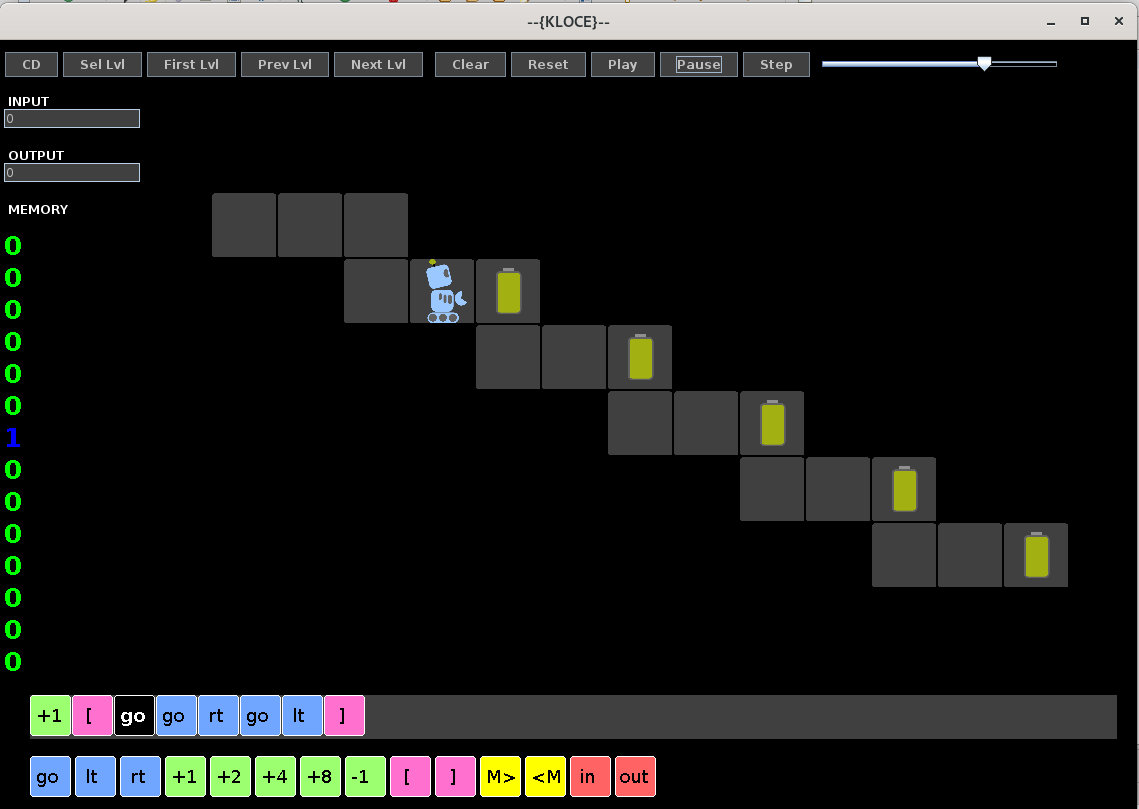 --{KLOCE}--
CD Sel Lvl First Lvl Prev Lvl Next Lvl Clear Reset Play Pause Step
INPUT
0
OUTPUT
0
MEMORY
0
0
0
0
0
0
1
0
0
0
0
0
0
0
+1 [ go go rt go lt ]
go lt rt +1 +2 +4 +8 -1 [ ] M> <M in out